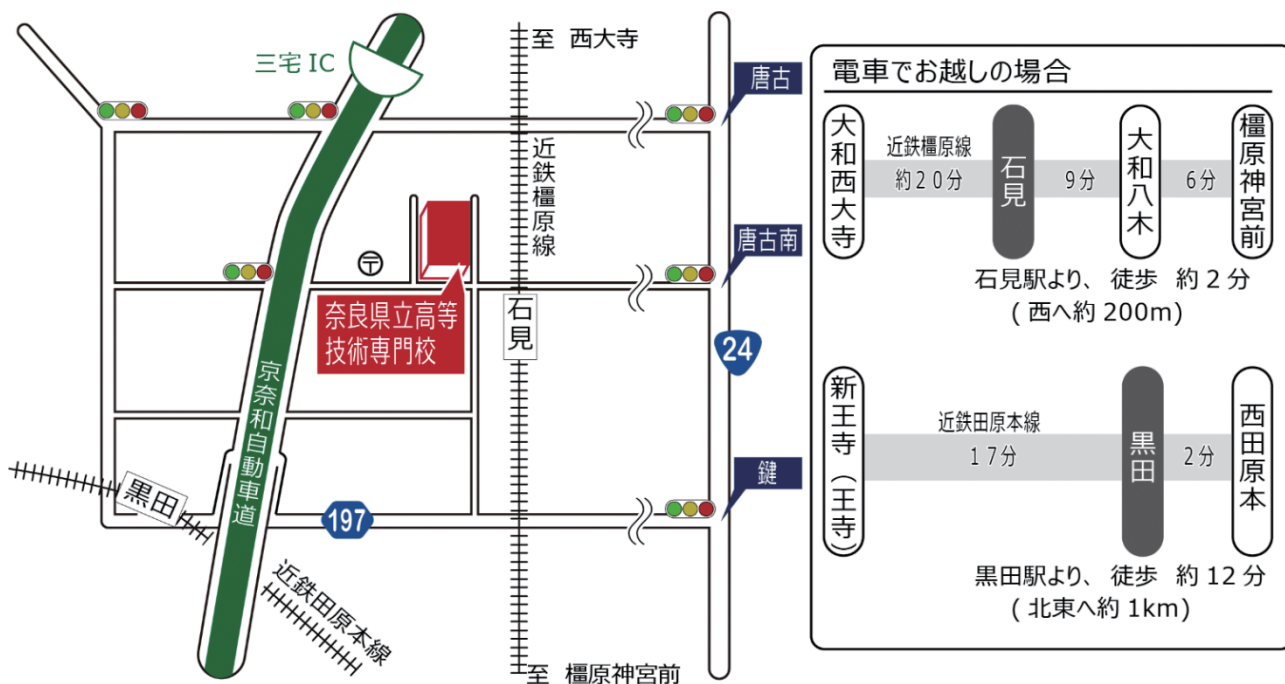 三宅 IC
至 西大寺
唐古
近鉄橿原線
唐古南
〒
奈良県立高等
技術専門校
石見
24
京奈和自動車道
鍵
黒田
197
近鉄田原本線
至 橿原神宮前
電車でお越しの場合
大和西大寺
近鉄橿原線
約20分
石見
9分
大和八木
6分
橿原神宮前
石見駅より、徒歩 約 2 分
( 西へ約 200m)
新王寺(王寺)
近鉄田原本線
17分
黒田
2分
西田原本
黒田駅より、徒歩 約 12 分
( 北東へ約 1km)